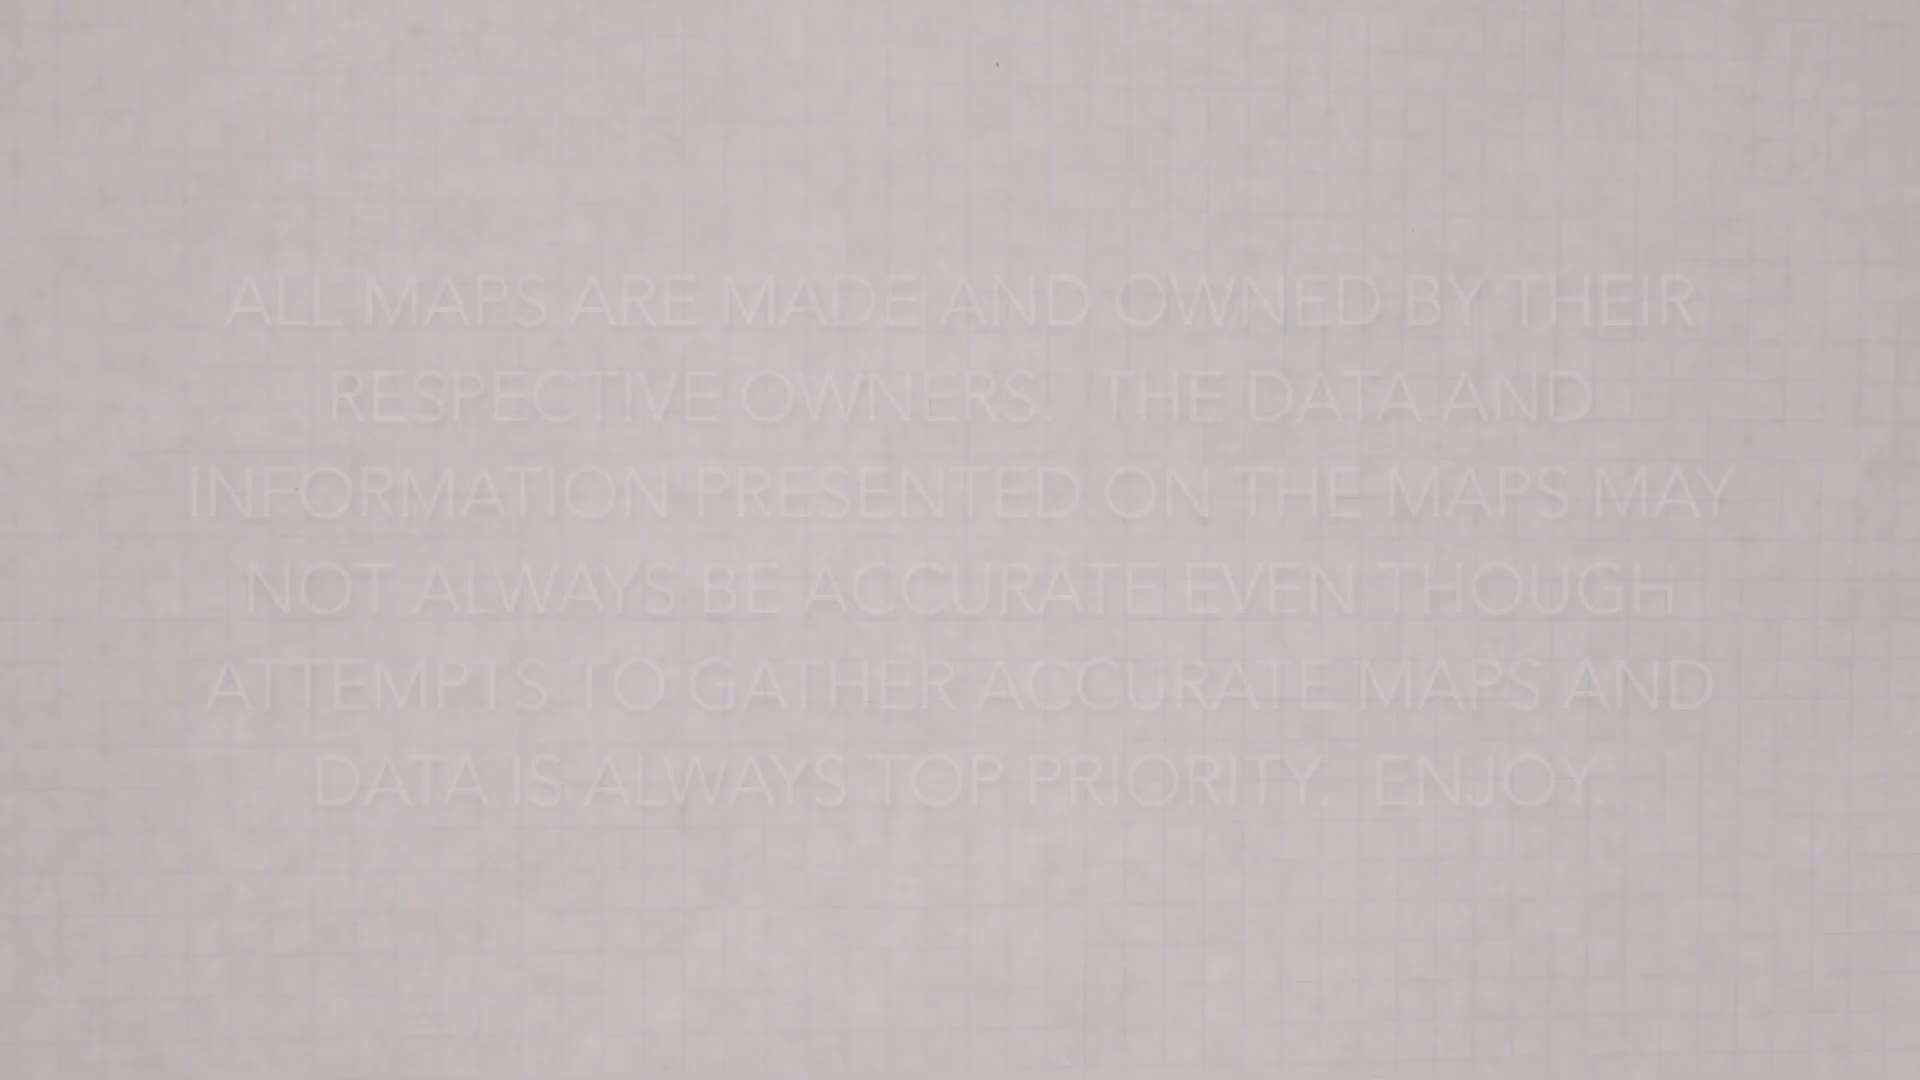 ALL MAPS ARE MADE AND OWNED BY THEIR
RESPECTIVE OWNERS.  THE DATA AND
INFORMATION PRESENTED ON THE MAPS MAY
NOT ALWAYS BE ACCURATE EVEN THOUGH
ATTEMPTS TO GATHER ACCURATE MAPS AND
DATA IS ALWAYS TOP PRIORITY.  ENJOY.